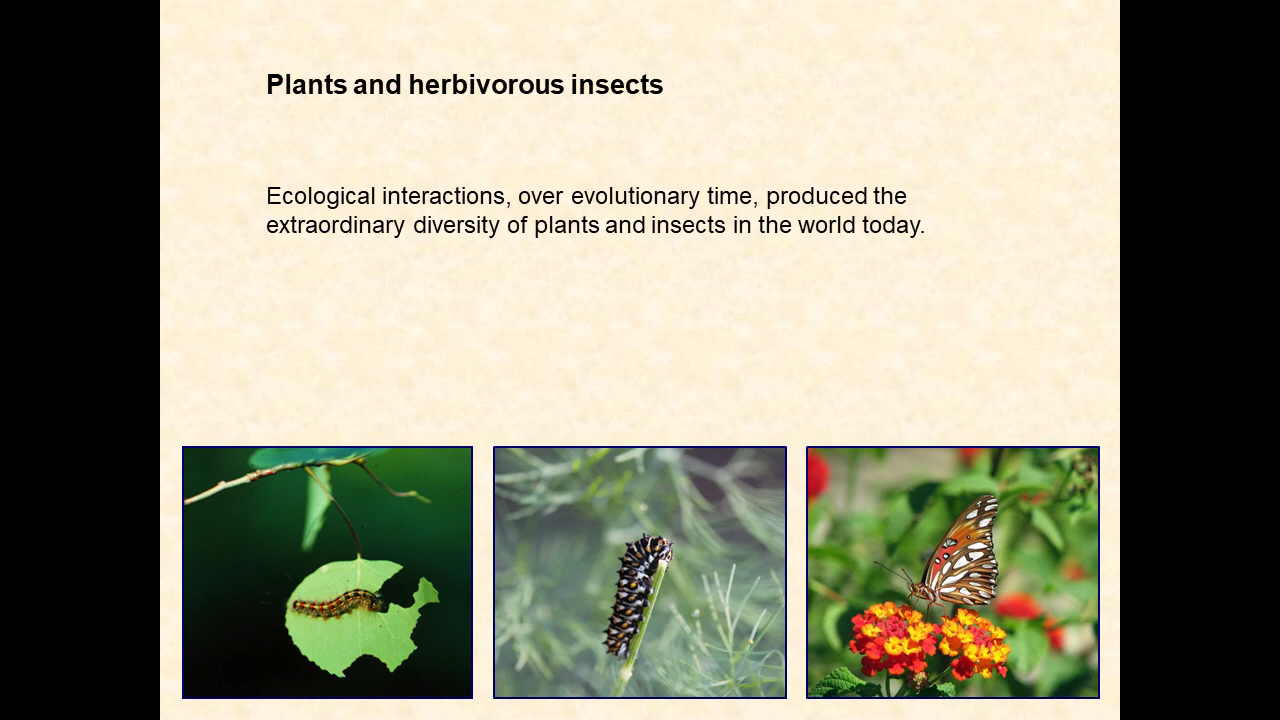 Plants and herbivorous insects
Ecological interactions, over evolutionary time, produced the
extraordinary diversity of plants and insects in the world today.